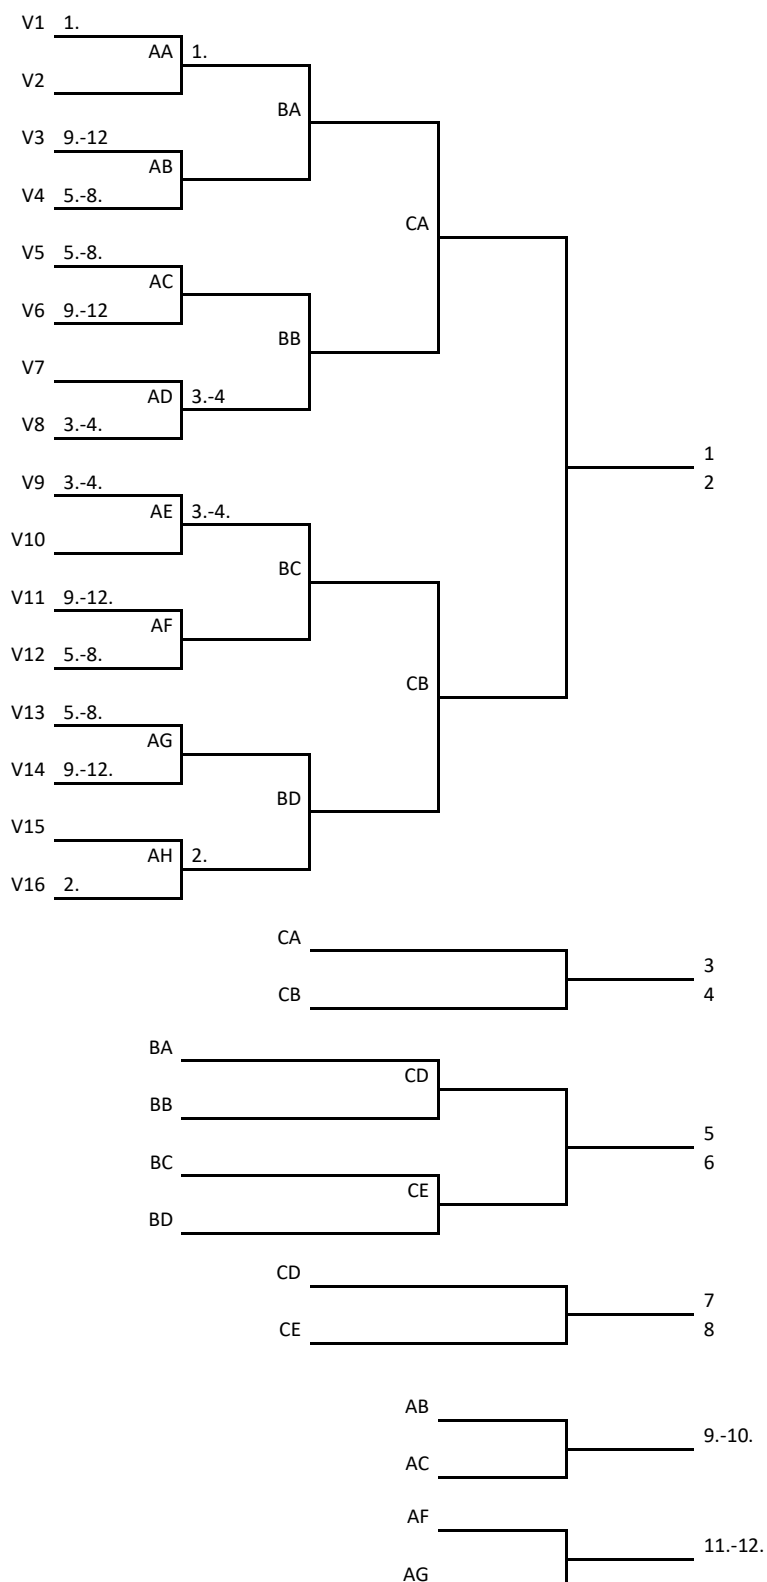 V1 1.
AA 1.
V2
BA
V3 9.-12
AB
V4 5.-8.
CA
V5 5.-8.
AC
V6 9.-12
BB
V7
AD 3.-4
V8 3.-4.
1
V9 3.-4.
2
AE 3.-4.
V10
BC
V11 9.-12.
AF
V12 5.-8.
CB
V13 5.-8.
AG
V14 9.-12.
BD
V15
AH 2.
V16 2.
CA
3
CB 4
BA
CD
BB
5
BC 6
CE
BD
CD
7
CE 8
AB
9.-10.
AC
AF
11.-12.
AG